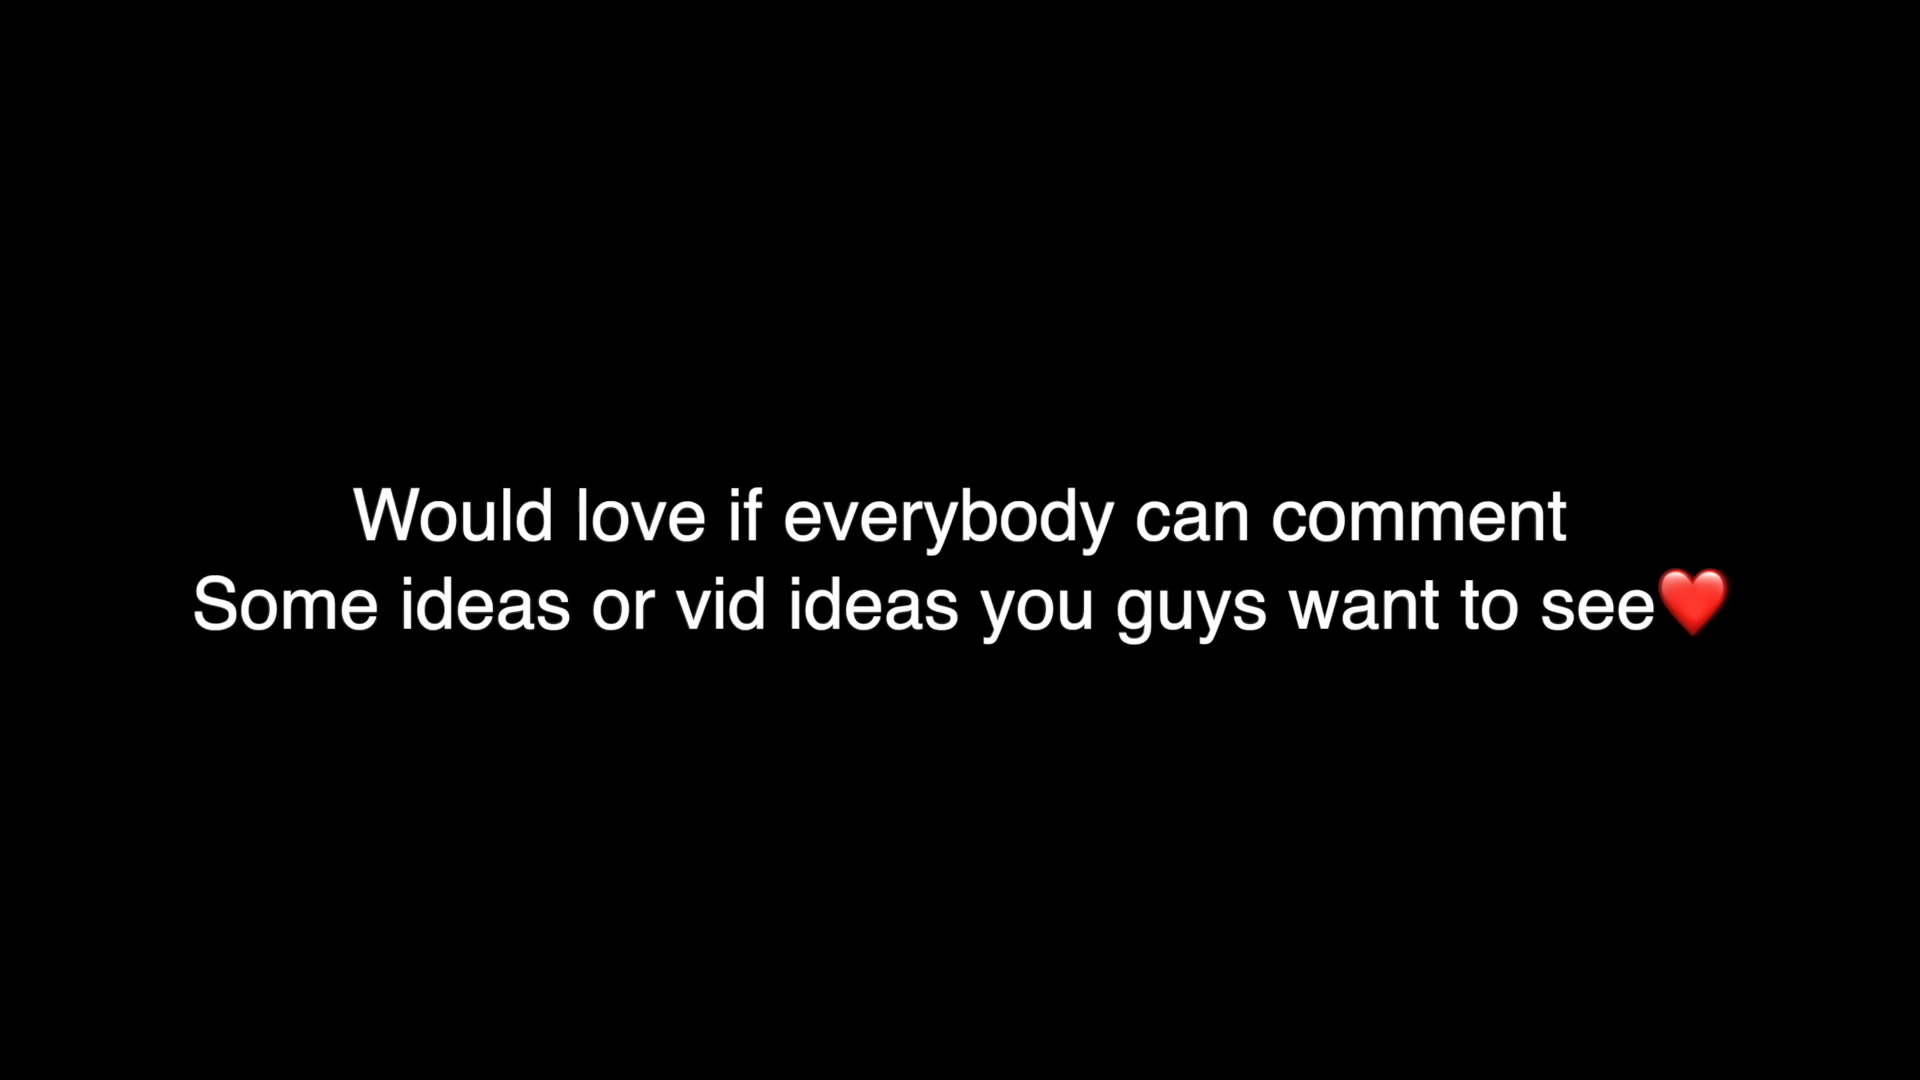 Would love if everybody can comment
Some ideas or vid ideas you guys want to see❤️